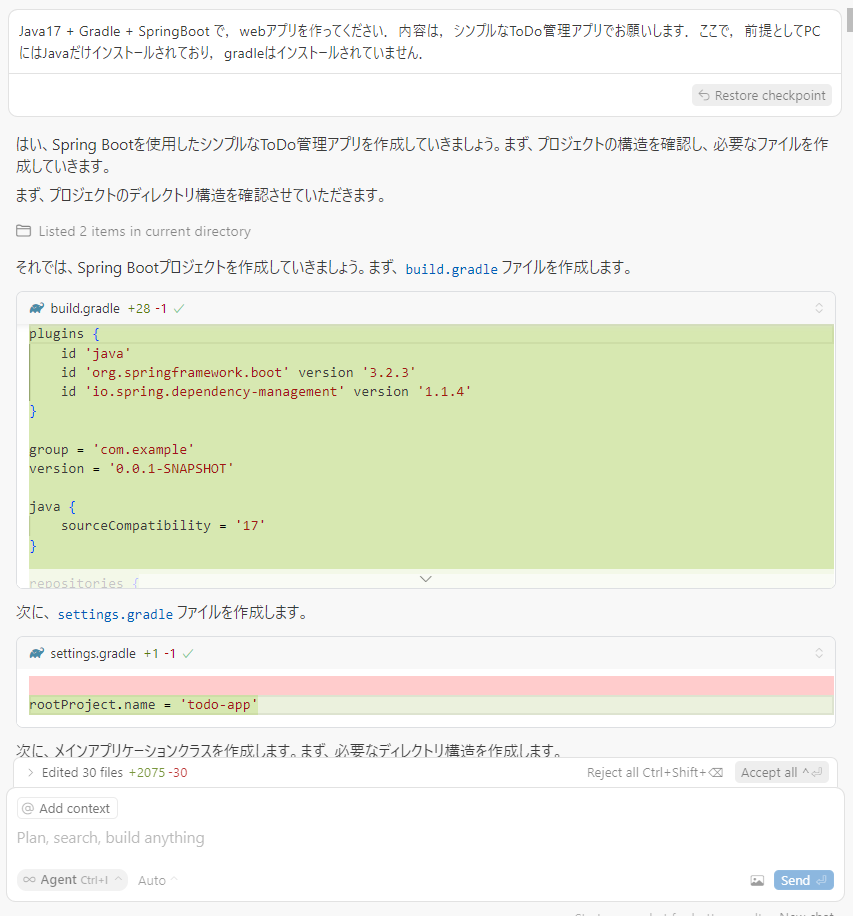 Java17 + Gradle + SpringBoot で，webアプリを作ってください．内容は，シンプルなToDo管理アプリでお願いします．ここで，前提としてPC
にはJavaだけインストールされており，gradleはインストールされていません．
Restore checkpoint
はい、Spring Bootを使用したシンプルなToDo管理アプリを作成していきましょう。まず、プロジェクトの構造を確認し、必要なファイルを作
成していきます。
まず、プロジェクトのディレクトリ構造を確認させていただきます。
Listed 2 items in current directory
それでは、Spring Bootプロジェクトを作成していきましょう。まず、build.gradle ファイルを作成します。
build.gradle +28 -1
plugins {
    id 'java'
    id 'org.springframework.boot' version '3.2.3'
    id 'io.spring.dependency-management' version '1.1.4'
}
group = 'com.example'
version = '0.0.1-SNAPSHOT'
java {
    sourceCompatibility = '17'
}
repositories {
次に、settings.gradle ファイルを作成します。
settings.gradle +1 -1
rootProject.name = 'todo-app'
次に、メインアプリケーションクラスを作成します。まず、必要なディレクトリ構造を作成します。
Edited 30 files +2075 -30
Reject all Ctrl+Shift+⌫
Accept all ^⏎
@ Add context
Plan, search, build anything
∞ Agent Ctrl+I
Auto
Send ⏎
New chat